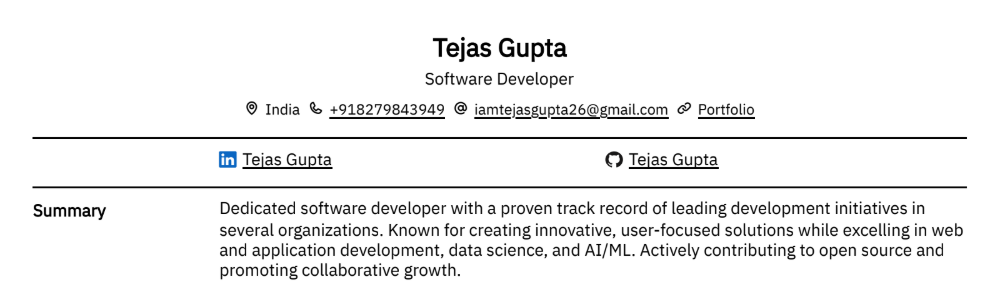 Tejas Gupta
Software Developer
India +918279843949 iamtejasgupta26@gmail.com Portfolio
Tejas Gupta Tejas Gupta
Summary
Dedicated software developer with a proven track record of leading development initiatives in
several organizations. Known for creating innovative, user-focused solutions while excelling in web
and application development, data science, and AI/ML. Actively contributing to open source and
promoting collaborative growth.